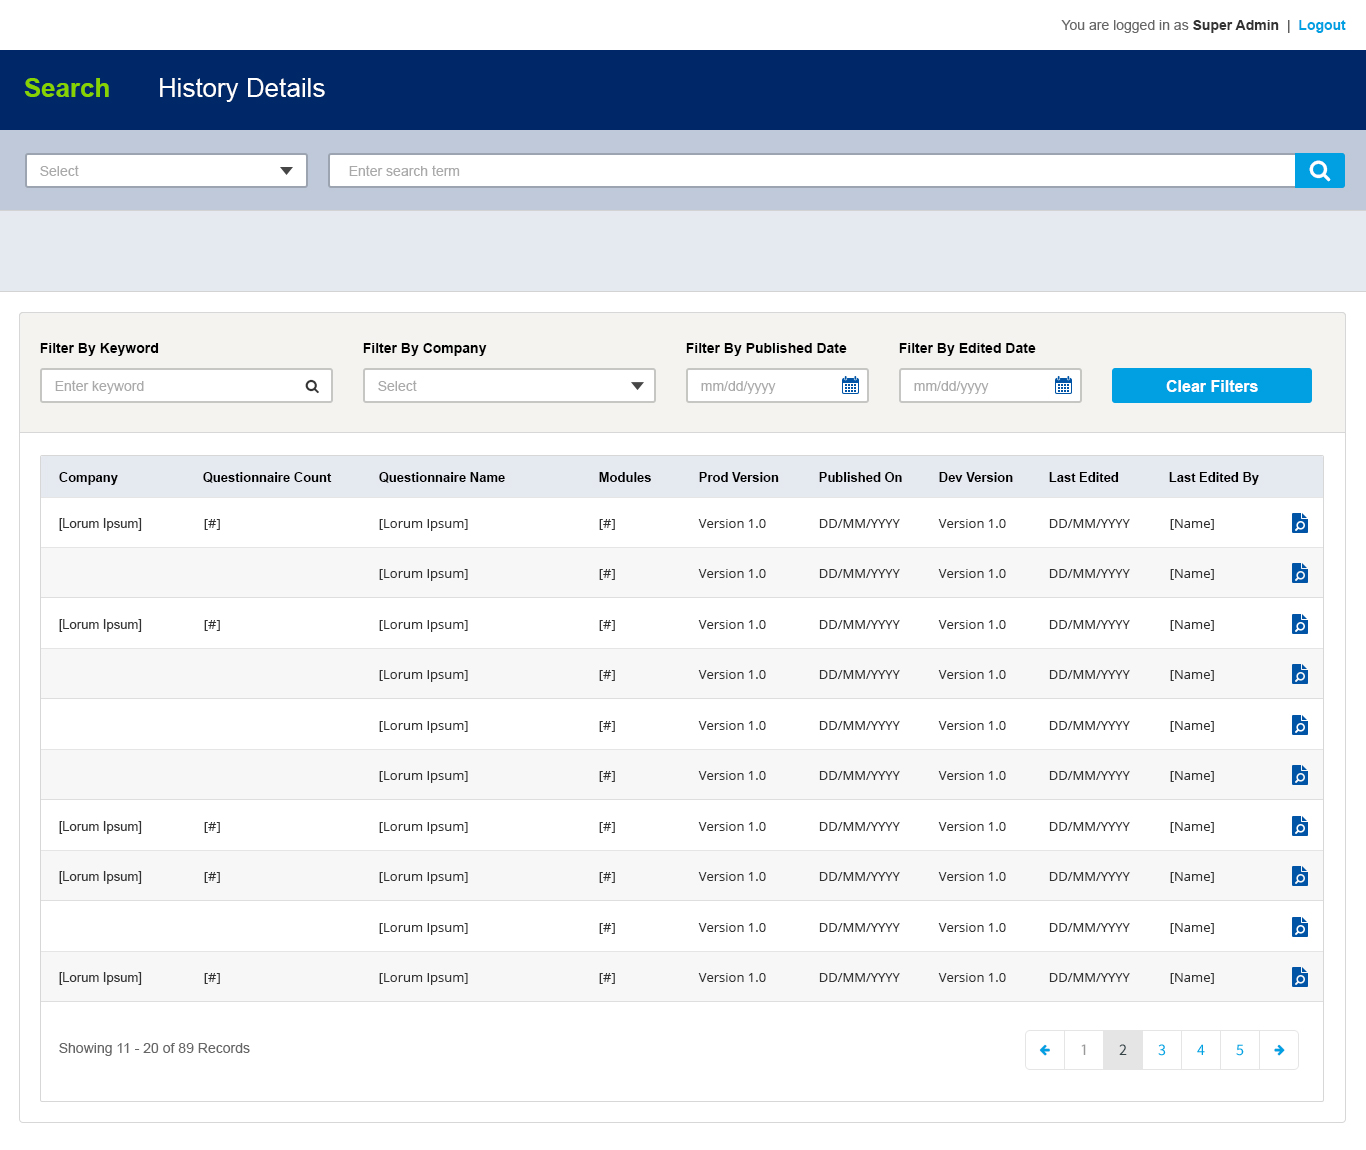 You are logged in as Super Admin | Logout
Search History Details
Select Enter search term
Filter By Keyword Filter By Company Filter By Published Date Filter By Edited Date
Enter keyword Select mm/dd/yyyy mm/dd/yyyy Clear Filters
Company Questionnaire Count Questionnaire Name Modules Prod Version Published On Dev Version Last Edited Last Edited By
[Lorum Ipsum] [#] [Lorum Ipsum] [#] Version 1.0 DD/MM/YYYY Version 1.0 DD/MM/YYYY [Name]
[Lorum Ipsum] [#] Version 1.0 DD/MM/YYYY Version 1.0 DD/MM/YYYY [Name]
[Lorum Ipsum] [#] [Lorum Ipsum] [#] Version 1.0 DD/MM/YYYY Version 1.0 DD/MM/YYYY [Name]
[Lorum Ipsum] [#] Version 1.0 DD/MM/YYYY Version 1.0 DD/MM/YYYY [Name]
[Lorum Ipsum] [#] Version 1.0 DD/MM/YYYY Version 1.0 DD/MM/YYYY [Name]
[Lorum Ipsum] [#] Version 1.0 DD/MM/YYYY Version 1.0 DD/MM/YYYY [Name]
[Lorum Ipsum] [#] [Lorum Ipsum] [#] Version 1.0 DD/MM/YYYY Version 1.0 DD/MM/YYYY [Name]
[Lorum Ipsum] [#] [Lorum Ipsum] [#] Version 1.0 DD/MM/YYYY Version 1.0 DD/MM/YYYY [Name]
[Lorum Ipsum] [#] Version 1.0 DD/MM/YYYY Version 1.0 DD/MM/YYYY [Name]
[Lorum Ipsum] [#] [Lorum Ipsum] [#] Version 1.0 DD/MM/YYYY Version 1.0 DD/MM/YYYY [Name]
Showing 11 - 20 of 89 Records 1 2 3 4 5